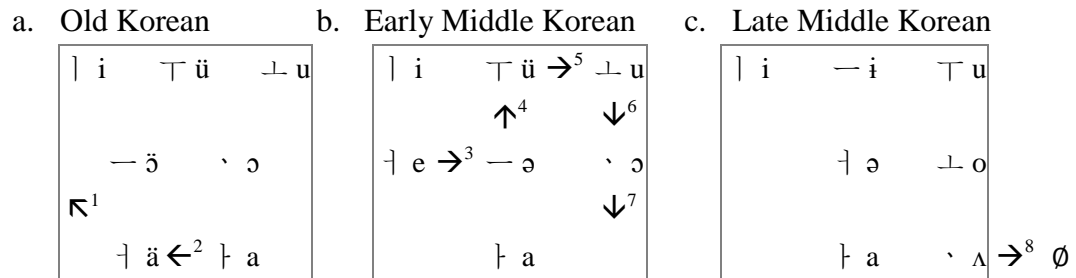 a. Old Korean b. Early Middle Korean c. Late Middle Korean
ㅣ i ㅜ ü ㅗ u ㅣ i ㅜ ü →5 ㅗ u ㅣ i ㅡ ɨ ㅜ u
↑4 ↓6
ㅡ ɔ̈ ㆍ ɔ ㅓ e →3 ㅡ ə ㆍ ɔ ㅓ ə ㅗ o
↖1 ↓7
ㅓ ä ←2 ㅏ a ㅏ a ㅏ a ㆍ ʌ →8 ∅